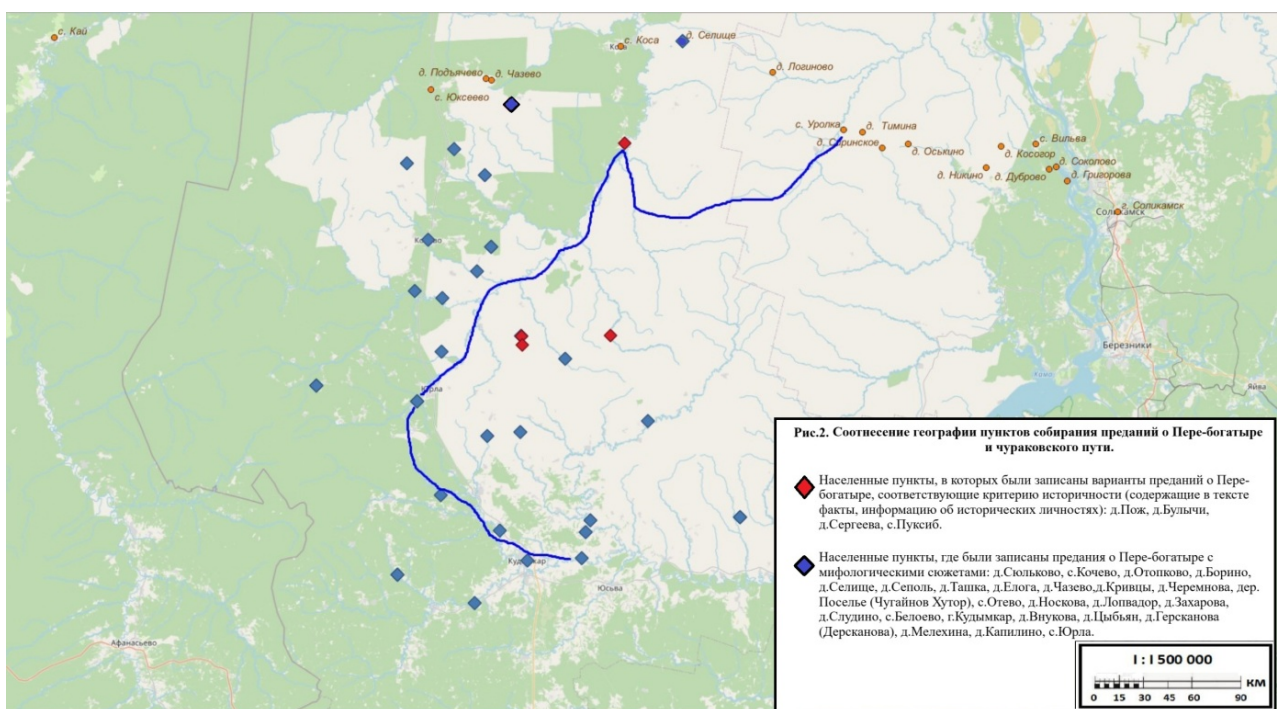 с. Кай
с. Коса
Коса
д. Селище
д. Логиново
д. Подъячево
д. Чазево
с. Юксеево
с. Уролка
д. Тимина
д. Сиринское
д. Оськино
с. Вильва
д. Косогор
д. Соколово
д. Никино
д. Дуброво
д. Григорова
г. Соликамск
Соликамск
Кочёво
Березники
Яйва
Юрла
Кудымкар
Юсьва
Афанасьево
Рис.2. Соотнесение географии пунктов собирания преданий о Пере-богатыре
и чураковского пути.
Населенные пункты, в которых были записаны варианты преданий о Пере-
богатыре, соответствующие критерию историчности (содержащие в тексте
факты, информацию об исторических личностях): д.Пож, д.Булычи,
д.Сергеева, с.Пуксиб.
Населенные пункты, где были записаны предания о Пере-богатыре с
мифологическими сюжетами: д.Сюльково, с.Кочево, д.Отопково, д.Борино,
д.Селище, д.Сеполь, д.Ташка, д.Елога, д.Чазево,д.Кривцы, д.Черемнова, дер.
Поселье (Чугайнов Хутор), с.Отево, д.Носкова, д.Лопвадор, д.Захарова,
д.Слудино, с.Белоево, г.Кудымкар, д.Внукова, д.Цыбьян, д.Герсканова
(Дерсканова), д.Мелехина, д.Капилино, с.Юрла.
1 : 1 500 000
КМ
0 15 30 45 60 90